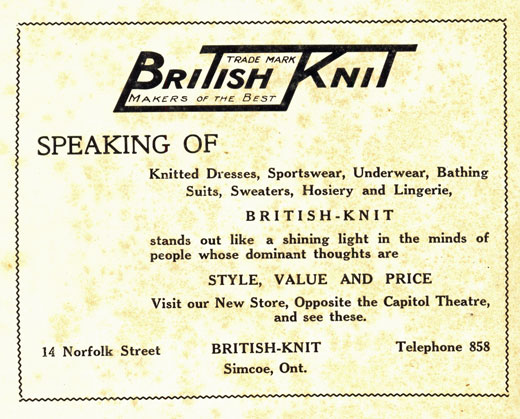 TRADE MARK
BRITISH KNIT
MAKERS OF THE BEST
SPEAKING OF
Knitted Dresses, Sportswear, Underwear, Bathing
Suits, Sweaters, Hosiery and Lingerie,
BRITISH-KNIT
stands out like a shining light in the minds of
people whose dominant thoughts are
STYLE, VALUE AND PRICE
Visit our New Store, Opposite the Capitol Theatre,
and see these.
14 Norfolk Street BRITISH-KNIT Telephone 858
Simcoe, Ont.